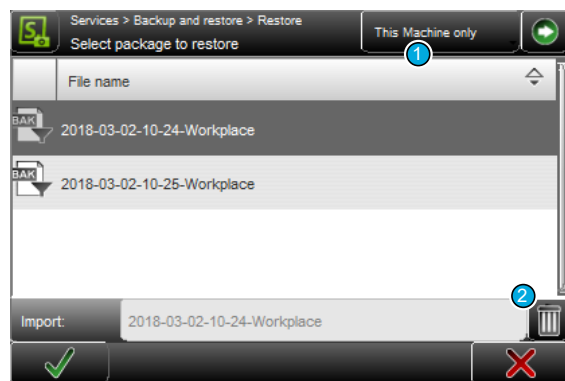 Services > Backup and restore > Restore
Select package to restore
This Machine only
1
File name
BAK
2018-03-02-10-24-Workplace
BAK
2018-03-02-10-25-Workplace
2
Import:
2018-03-02-10-24-Workplace